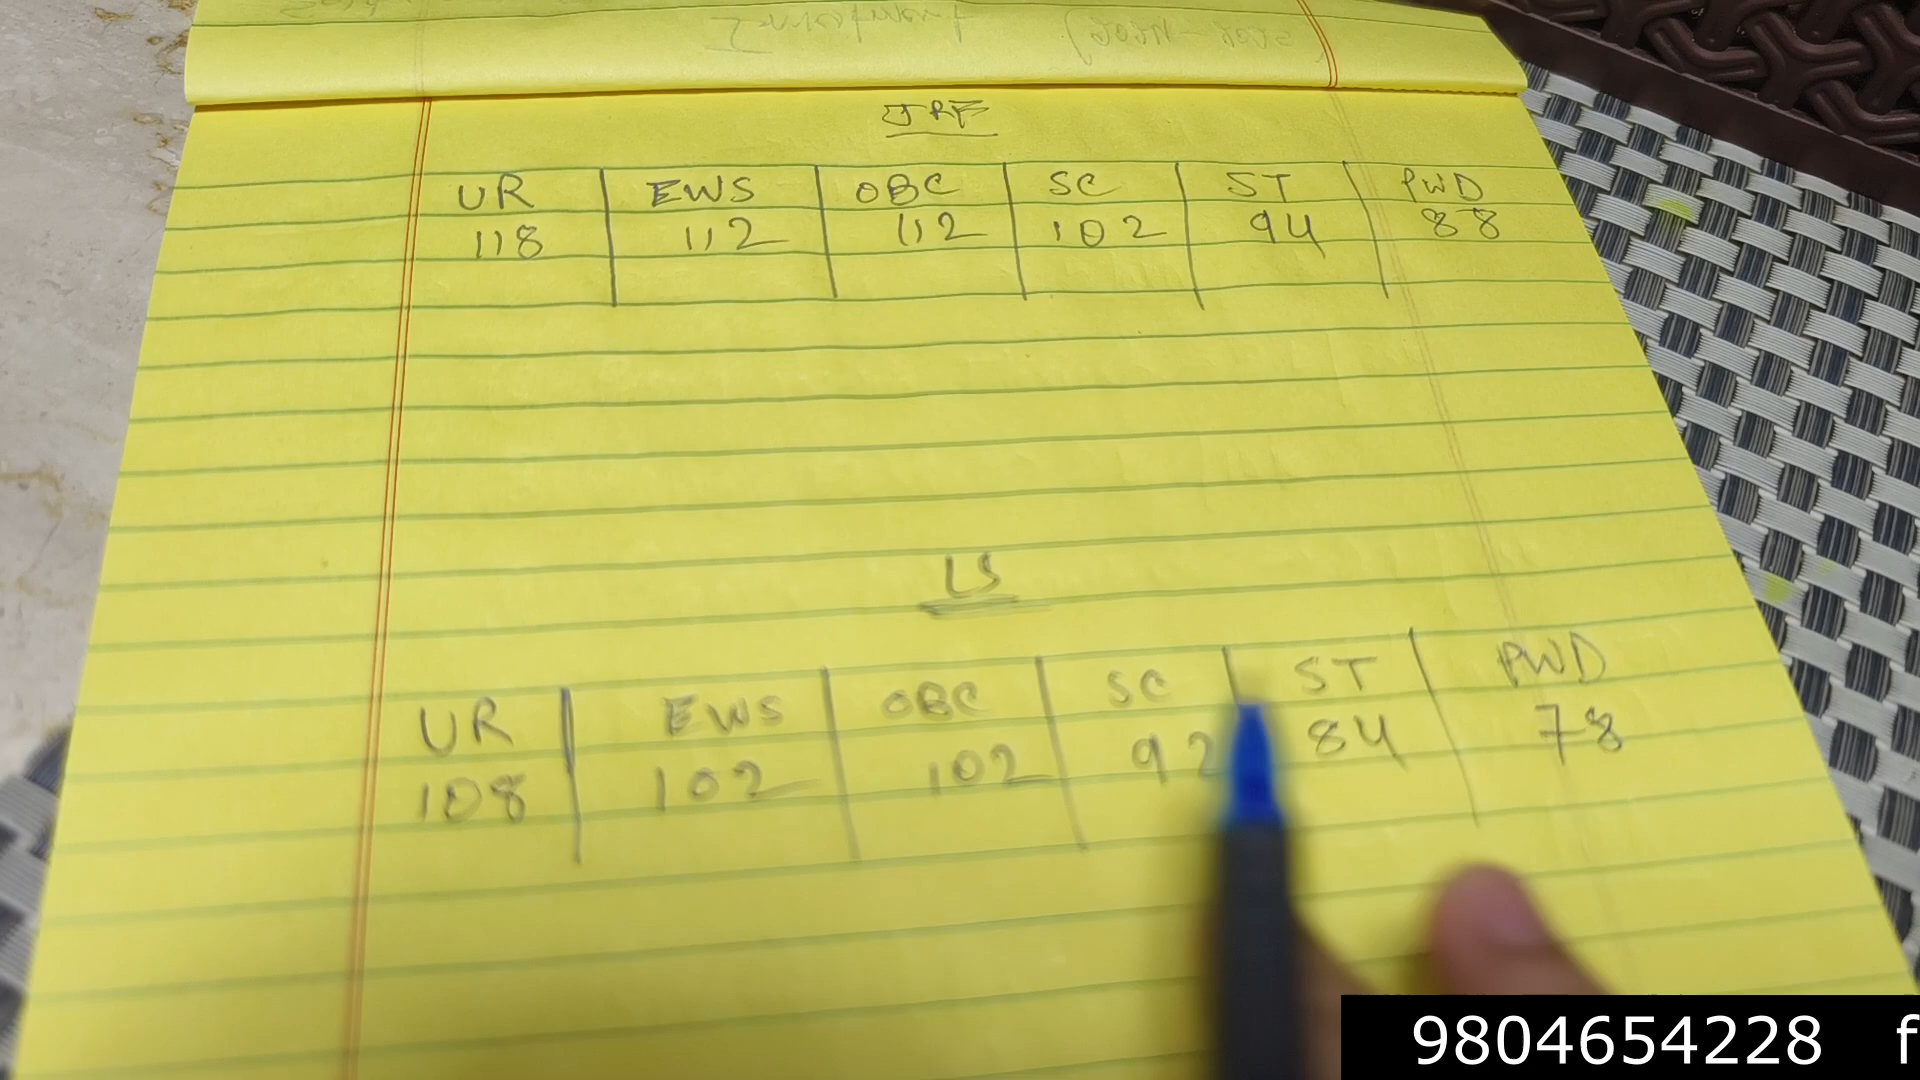 JRF
UR EWS OBC SC ST PWD
118 112 112 102 94 88
LS
UR EWS OBC SC ST PWD
108 102 102 92 84 78
9804654228 f